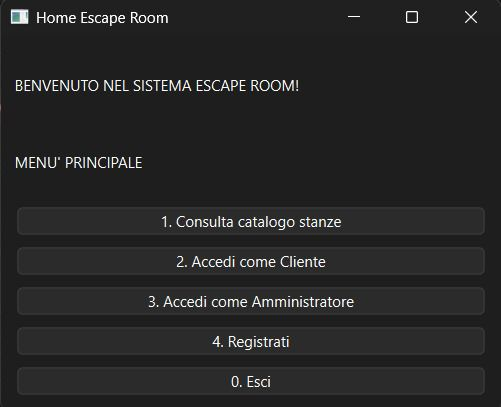 Home Escape Room
BENVENUTO NEL SISTEMA ESCAPE ROOM!
MENU' PRINCIPALE
1. Consulta catalogo stanze
2. Accedi come Cliente
3. Accedi come Amministratore
4. Registrati
0. Esci